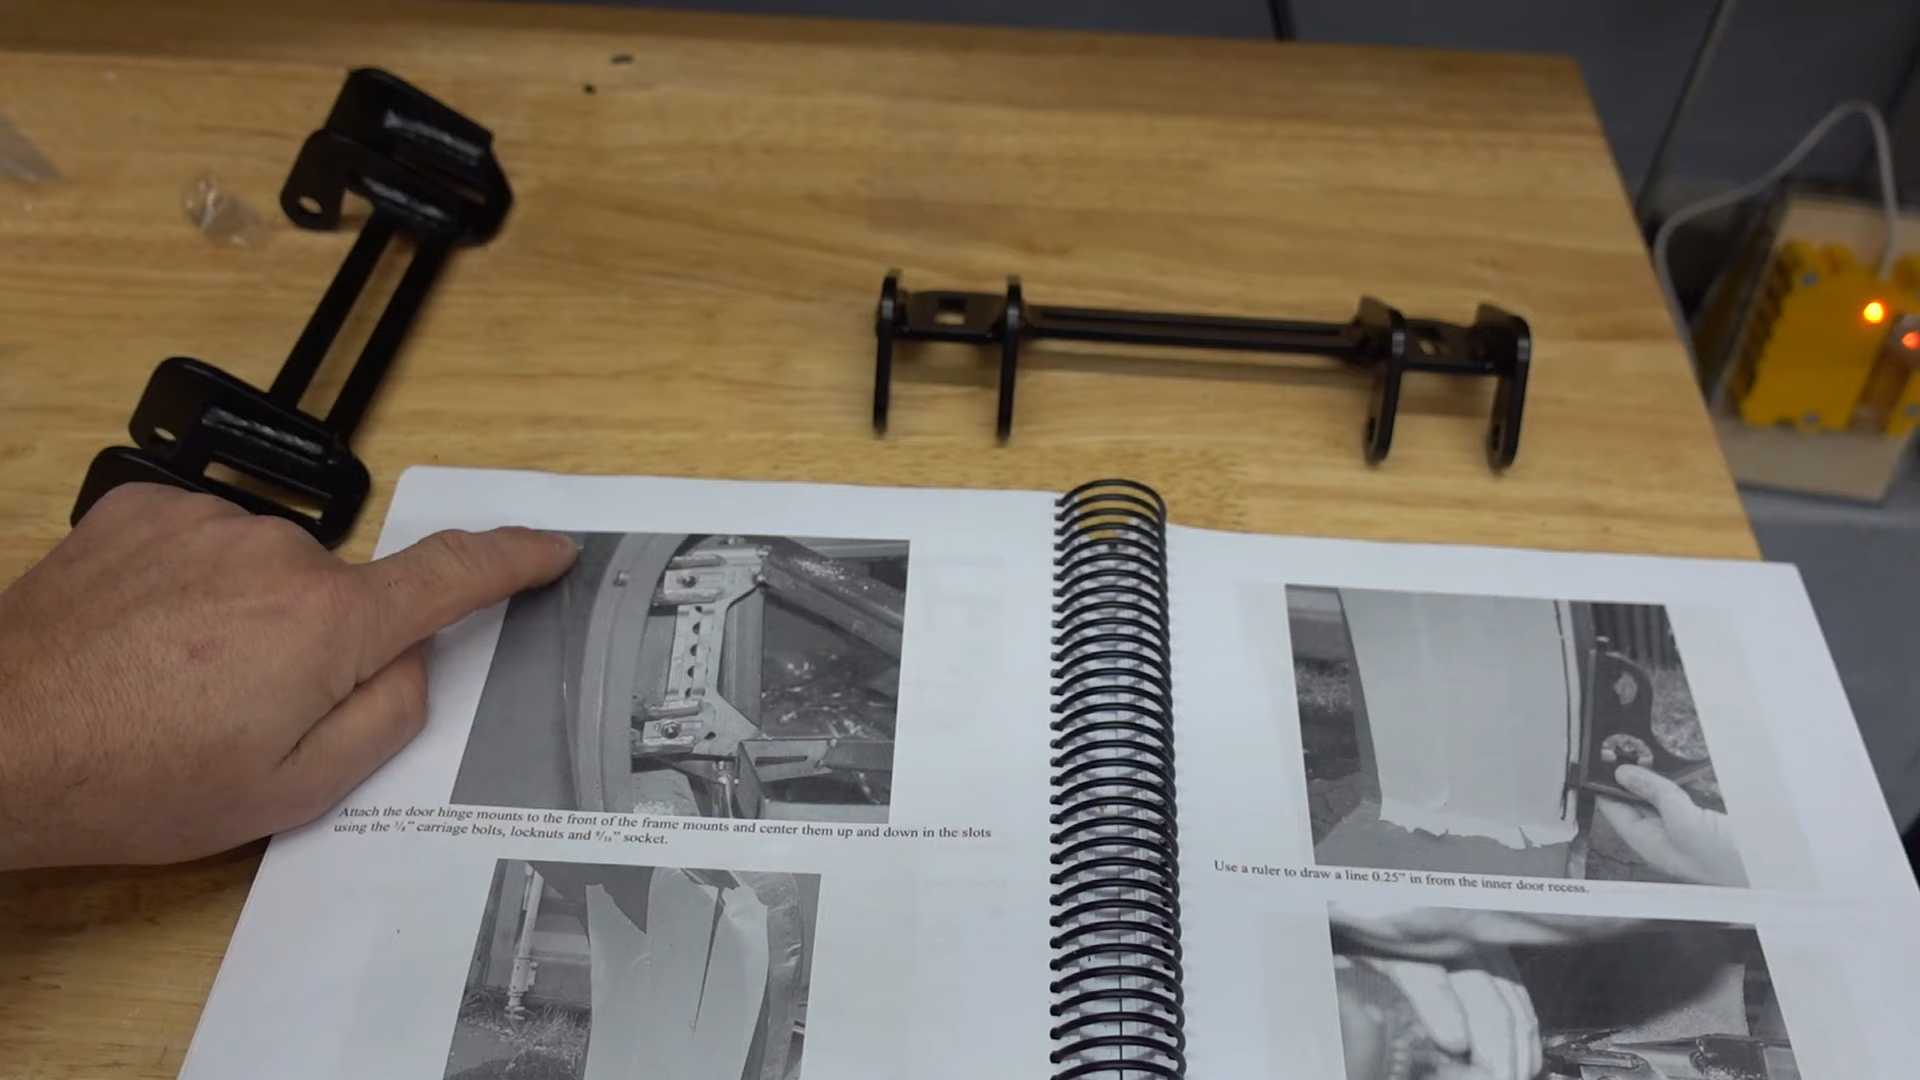 Attach the door hinge mounts to the front of the frame mounts and center them up and down in the slots
using the ³/₈" carriage bolts, locknuts and ⁹/₁₆" socket.
Use a ruler to draw a line 0.25" in from the inner door recess.